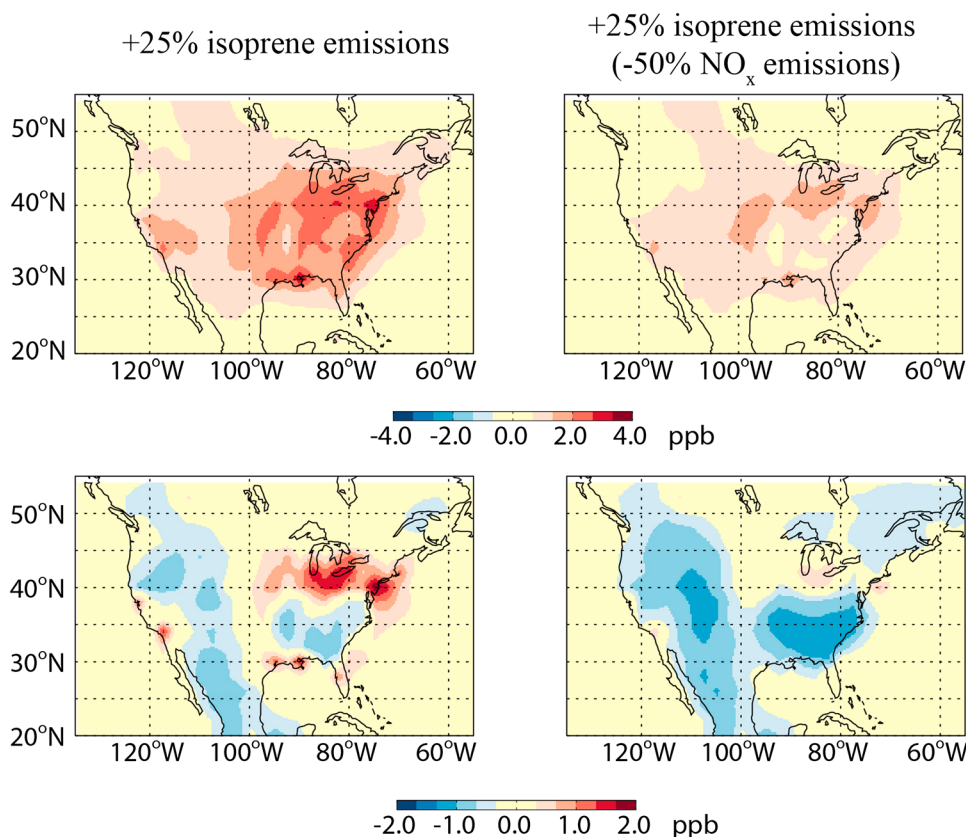 +25% isoprene emissions
+25% isoprene emissions
(-50% NOx emissions)
50°N
40°N
30°N
20°N
120°W 100°W 80°W 60°W
120°W 100°W 80°W 60°W
-4.0 -2.0 0.0 2.0 4.0 ppb
50°N
40°N
30°N
20°N
120°W 100°W 80°W 60°W
120°W 100°W 80°W 60°W
-2.0 -1.0 0.0 1.0 2.0 ppb